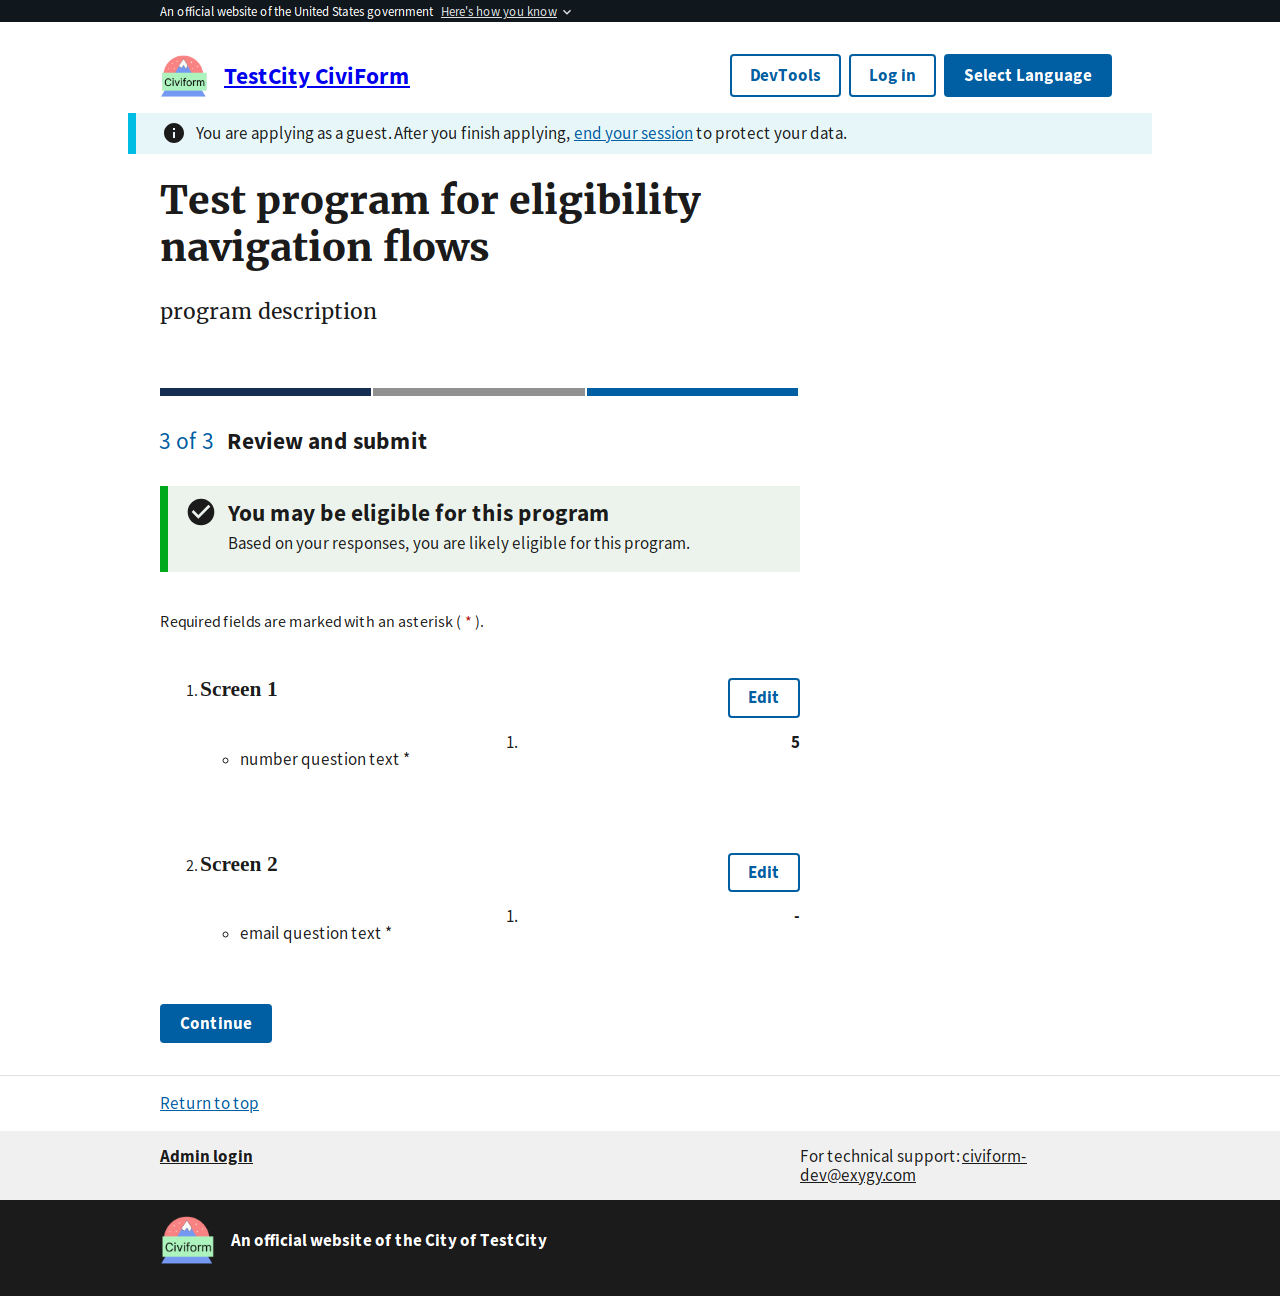 An official website of the United States government Here's how you know
Civiform
TestCity CiviForm
DevTools
Log in
Select Language
You are applying as a guest. After you finish applying, end your session to protect your data.
Test program for eligibility
navigation flows
program description
3 of 3 Review and submit
You may be eligible for this program
Based on your responses, you are likely eligible for this program.
Required fields are marked with an asterisk ( * ).
1. Screen 1
Edit
1. 5
number question text *
2. Screen 2
Edit
1. -
email question text *
Continue
Return to top
Admin login
For technical support: civiform-
dev@exygy.com
Civiform
An official website of the City of TestCity